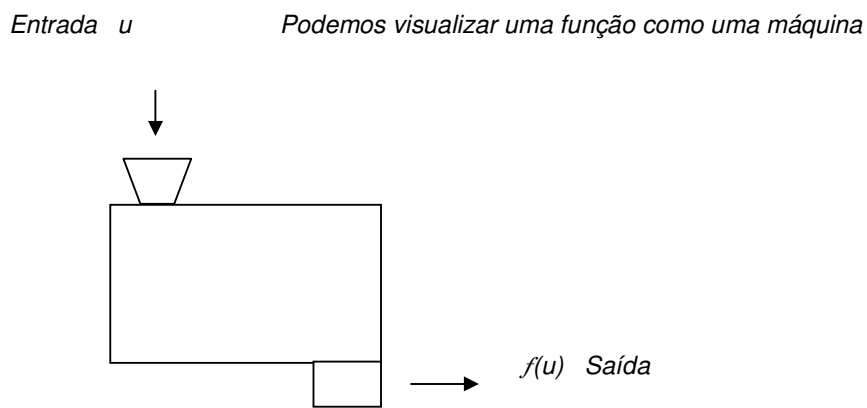 Entrada u Podemos visualizar uma função como uma máquina
f(u) Saída